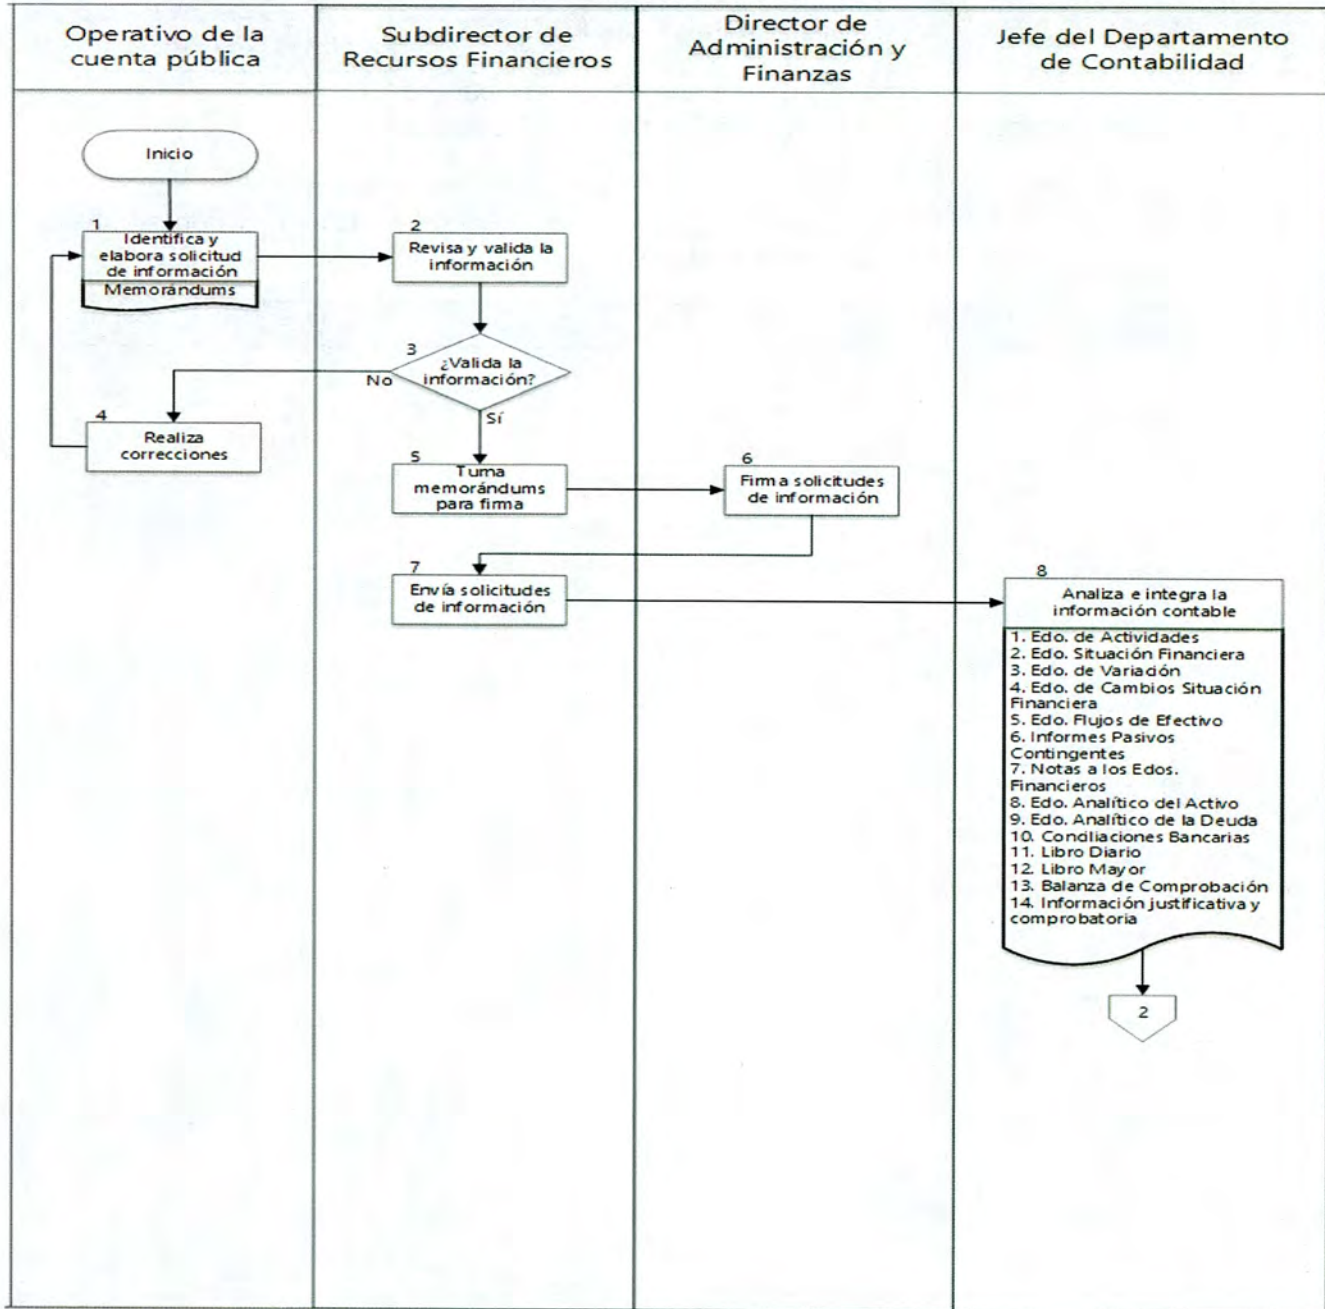 Operativo de la
cuenta pública
Subdirector de
Recursos Financieros
Director de
Administración y
Finanzas
Jefe del Departamento
de Contabilidad
Inicio
1
Identifica y
elabora solicitud
de información
Memorándums
2
Revisa y valida la
información
3
¿Valida la
información?
No
Sí
4
Realiza
correcciones
5
Turna
memorándums
para firma
6
Firma solicitudes
de información
7
Envía solicitudes
de información
8
Analiza e integra la
información contable
1. Edo. de Actividades
2. Edo. Situación Financiera
3. Edo. de Variación
4. Edo. de Cambios Situación
Financiera
5. Edo. Flujos de Efectivo
6. Informes Pasivos
Contingentes
7. Notas a los Edos.
Financieros
8. Edo. Analítico del Activo
9. Edo. Analítico de la Deuda
10. Conciliaciones Bancarias
11. Libro Diario
12. Libro Mayor
13. Balanza de Comprobación
14. Información justificativa y
comprobatoria
2